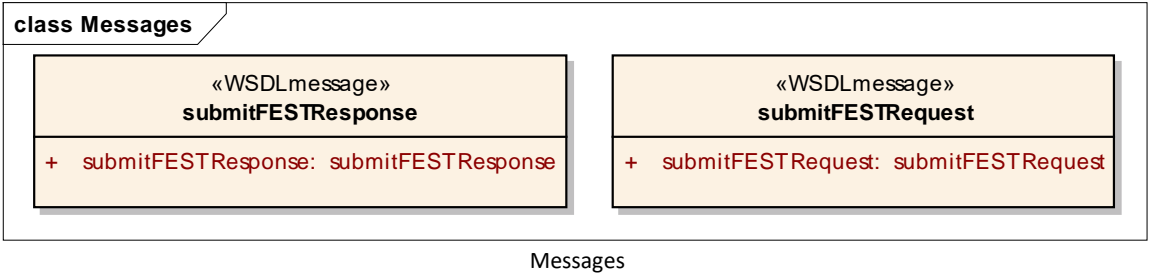 class Messages
«WSDLmessage»
submitFESTResponse
+ submitFESTResponse: submitFESTResponse
«WSDLmessage»
submitFESTRequest
+ submitFESTRequest: submitFESTRequest
Messages